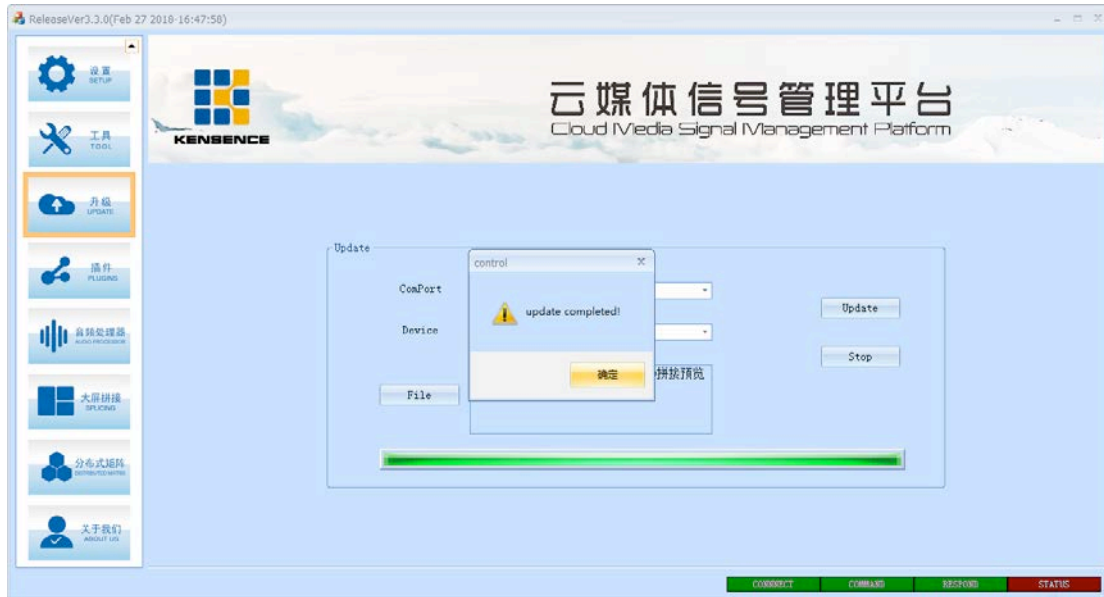 ReleaseVer3.3.0(Feb 27 2018-16:47:58)
设置
SETUP
工具
TOOL
升级
UPDATE
插件
PLUGINS
音频处理器
AUDIO PROCESSOR
大屏拼接
SPLICING
分布式矩阵
DISTRIBUTED MATRIX
关于我们
ABOUT US
KENSENCE
云媒体信号管理平台
Cloud Media Signal Management Platform
Update
ComPort
Device
File
control
update completed!
确定
拼接预览
Update
Stop
CONNNECT
COMMAND
RESPOND
STATUS